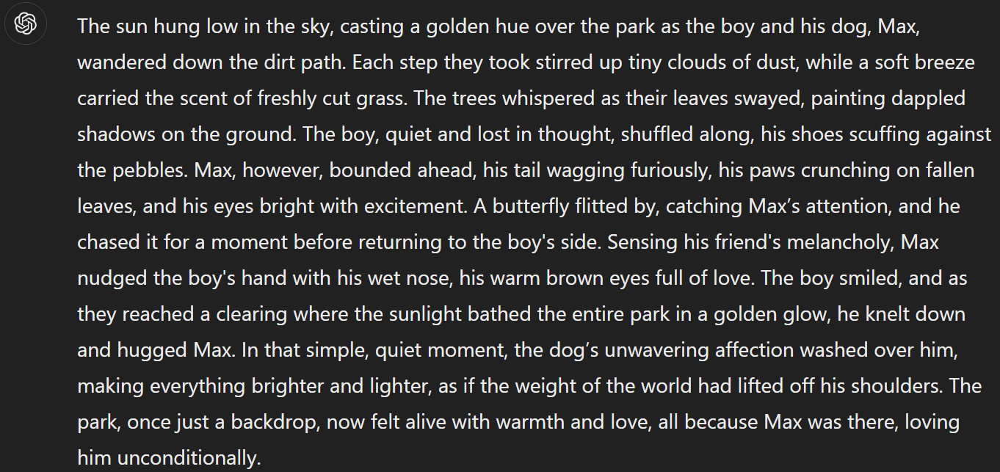 The sun hung low in the sky, casting a golden hue over the park as the boy and his dog, Max,
wandered down the dirt path. Each step they took stirred up tiny clouds of dust, while a soft breeze
carried the scent of freshly cut grass. The trees whispered as their leaves swayed, painting dappled
shadows on the ground. The boy, quiet and lost in thought, shuffled along, his shoes scuffing against
the pebbles. Max, however, bounded ahead, his tail wagging furiously, his paws crunching on fallen
leaves, and his eyes bright with excitement. A butterfly flitted by, catching Max’s attention, and he
chased it for a moment before returning to the boy's side. Sensing his friend's melancholy, Max
nudged the boy's hand with his wet nose, his warm brown eyes full of love. The boy smiled, and as
they reached a clearing where the sunlight bathed the entire park in a golden glow, he knelt down
and hugged Max. In that simple, quiet moment, the dog’s unwavering affection washed over him,
making everything brighter and lighter, as if the weight of the world had lifted off his shoulders. The
park, once just a backdrop, now felt alive with warmth and love, all because Max was there, loving
him unconditionally.